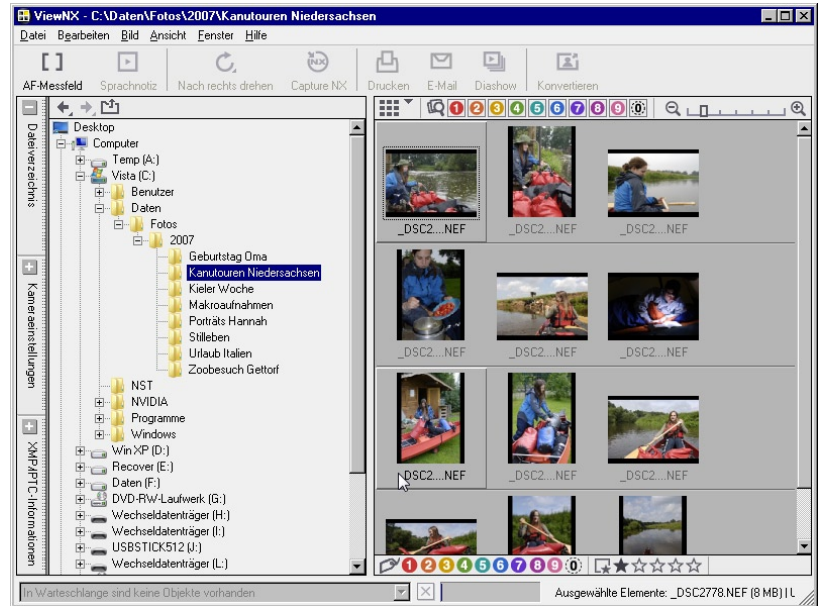 ViewNX - C:\Daten\Fotos\2007\Kanutouren Niedersachsen
Datei Bearbeiten Bild Ansicht Fenster Hilfe
AF-Messfeld Sprachnotiz Nach rechts drehen Capture NX Drucken E-Mail Diashow Konvertieren
Dateiverzeichnis
Kameraeinstellungen
XMP/IPTC-Informationen
Desktop
Computer
Temp (A:)
Vista (C:)
Benutzer
Daten
Fotos
2007
Geburtstag Oma
Kanutouren Niedersachsen
Kieler Woche
Makroaufnahmen
Porträts Hannah
Stilleben
Urlaub Italien
Zoobesuch Gettorf
NST
NVIDIA
Programme
Windows
Win XP (D:)
Recover (E:)
Daten (F:)
DVD-RW-Laufwerk (G:)
Wechseldatenträger (H:)
Wechseldatenträger (I:)
USBSTICK512 (J:)
Wechseldatenträger (L:)
1 2 3 4 5 6 7 8 9 0
_DSC2....NEF _DSC2....NEF _DSC2....NEF
_DSC2....NEF _DSC2....NEF _DSC2....NEF
_DSC2....NEF _DSC2....NEF _DSC2....NEF
1 2 3 4 5 6 7 8 9 0
In Warteschlange sind keine Objekte vorhanden
Ausgewählte Elemente: _DSC2778.NEF (8 MB) | L